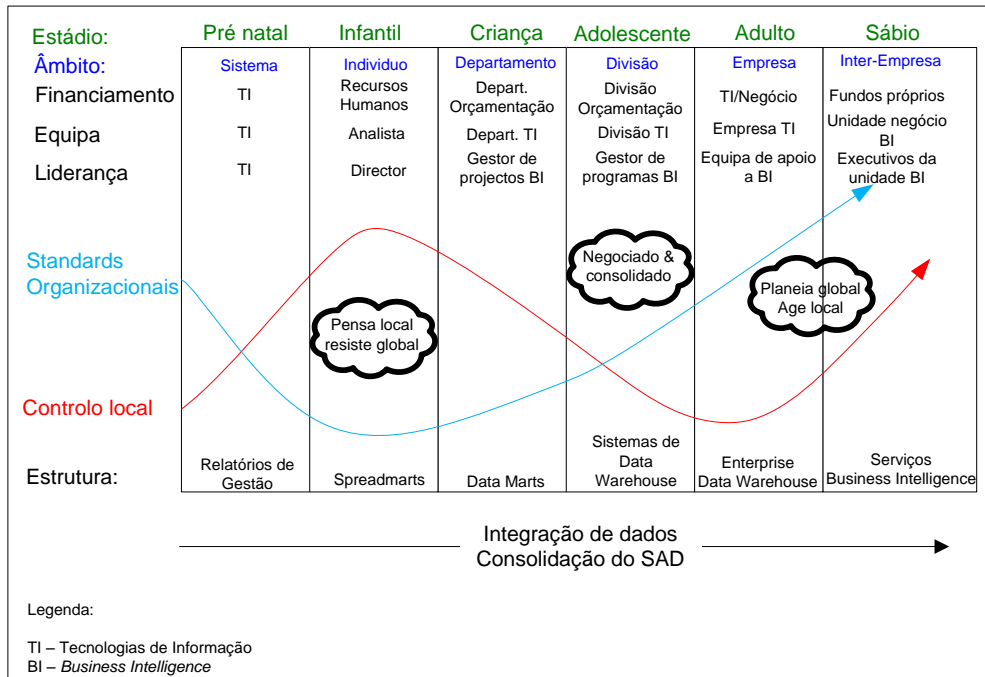 Estádio: Pré natal Infantil Criança Adolescente Adulto Sábio
Âmbito: Sistema Individuo Departamento Divisão Empresa Inter-Empresa
Financiamento TI Recursos Humanos Depart. Orçamentação Divisão Orçamentação TI/Negócio Fundos próprios
Equipa TI Analista Depart. TI Divisão TI Empresa TI Unidade negócio BI
Liderança TI Director Gestor de projectos BI Gestor de programas BI Equipa de apoio a BI Executivos da unidade BI
Standards
Organizacionais
Negociado &
consolidado
Planeia global
Age local
Pensa local
resiste global
Controlo local
Estrutura: Relatórios de Gestão Spreadmarts Data Marts Sistemas de Data Warehouse Enterprise Data Warehouse Serviços Business Intelligence
Integração de dados
Consolidação do SAD
Legenda:
TI – Tecnologias de Informação
BI – Business Intelligence